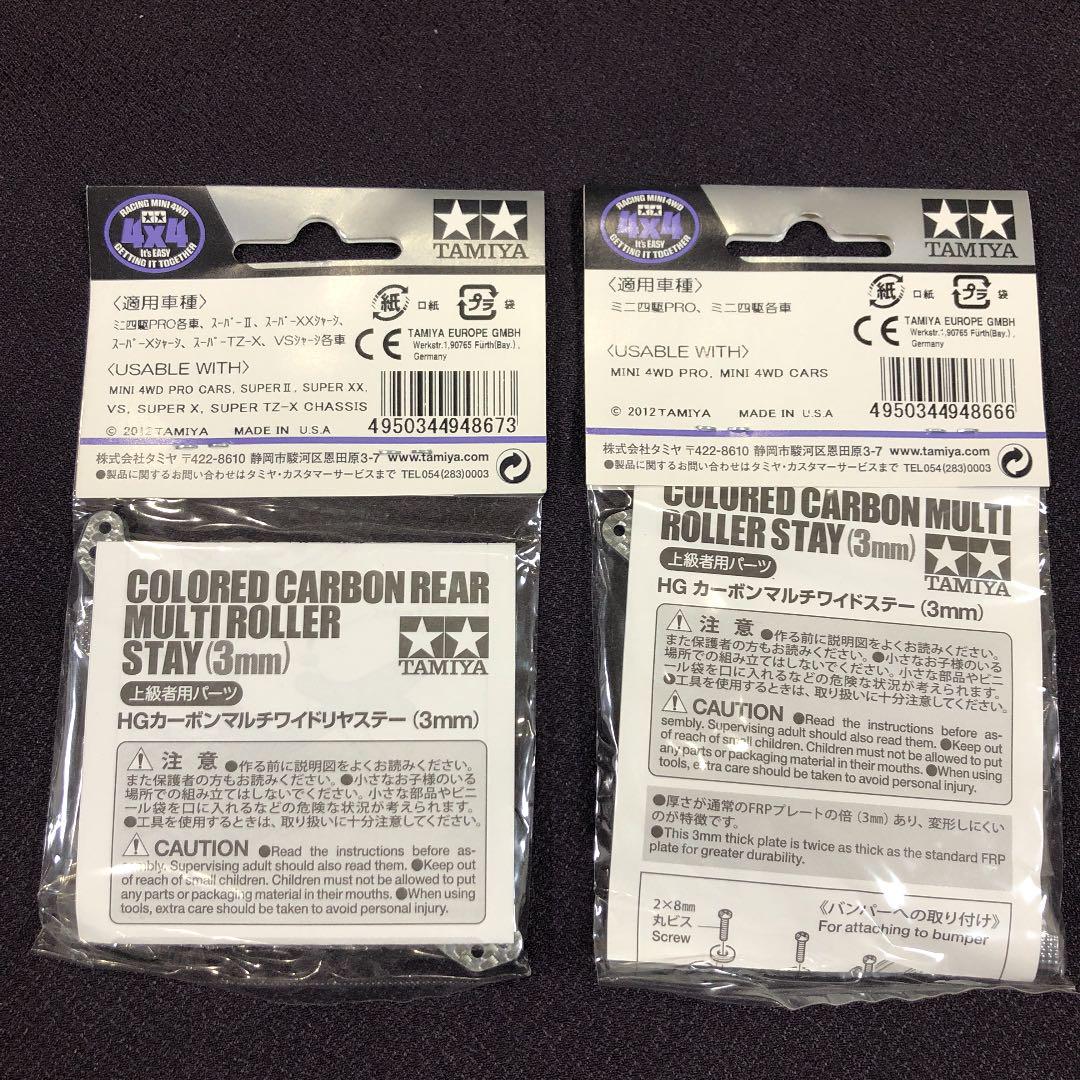 RACING MINI 4WD
4x4
It's EASY
GETTING IT TOGETHER
TAMIYA
〈適用車種〉
ミニ四駆PRO各車、スーパーⅡ、スーパーXXシャーシ、
スーパーXシャーシ、スーパーTZ-X、VSシャーシ各車
紙
口紙
プラ
袋
CE
TAMIYA EUROPE GMBH
Werkstr.1,90765 Fürth(Bay.),
Germany
〈USABLE WITH〉
MINI 4WD PRO CARS, SUPERⅡ, SUPER XX,
VS, SUPER X, SUPER TZ-X CHASSIS
© 2012TAMIYA MADE IN U.S.A
4950344948673
株式会社タミヤ 〒422-8610 静岡市駿河区恩田原3-7 www.tamiya.com
●製品に関するお問い合わせはタミヤ・カスタマーサービスまで TEL054(283)0003
COLORED CARBON REAR
MULTI ROLLER
STAY(3mm)
TAMIYA
上級者用パーツ
HGカーボンマルチワイドリヤステー(3mm)
注意 ●作る前に説明図をよくお読みください。
また保護者の方もお読みください。●小さなお子様のいる
場所での組み立てはしないでください。小さな部品やビニ
ール袋を口に入れるなどの危険な状況が考えられます。
●工具を使用するときは、取り扱いに十分注意してください。
CAUTION ●Read the instructions before as-
sembly. Supervising adult should also read them. ●Keep out
of reach of small children. Children must not be allowed to put
any parts or packaging material in their mouths. ●When using
tools, extra care should be taken to avoid personal injury.
RACING MINI 4WD
4x4
It's EASY
GETTING IT TOGETHER
TAMIYA
〈適用車種〉
ミニ四駆PRO、ミニ四駆各車
紙
口紙
プラ
袋
CE
TAMIYA EUROPE GMBH
Werkstr.1,90765 Fürth(Bay.),
Germany
〈USABLE WITH〉
MINI 4WD PRO, MINI 4WD CARS
© 2012TAMIYA MADE IN U.S.A
4950344948666
株式会社タミヤ 〒422-8610 静岡市駿河区恩田原3-7 www.tamiya.com
●製品に関するお問い合わせはタミヤ・カスタマーサービスまで TEL054(283)0003
COLORED CARBON MULTI
ROLLER STAY(3mm)
TAMIYA
上級者用パーツ
HG カーボンマルチワイドステー(3mm)
注意 ●作る前に説明図をよくお読みください。
また保護者の方もお読みください。●小さなお子様のいる
場所での組み立てはしないでください。小さな部品やビニ
ール袋を口に入れるなどの危険な状況が考えられます。
●工具を使用するときは、取り扱いに十分注意してください。
CAUTION ●Read the instructions before as-
sembly. Supervising adult should also read them. ●Keep out
of reach of small children. Children must not be allowed to put
any parts or packaging material in their mouths. ●When using
tools, extra care should be taken to avoid personal injury.
●厚さが通常のFRPプレートの倍(3mm)あり、変形しにくい
のが特徴です。
●This 3mm thick plate is twice as thick as the standard FRP
plate for greater durability.
2×8mm
丸ビス
Screw
《バンパーへの取り付け》
For attaching to bumper